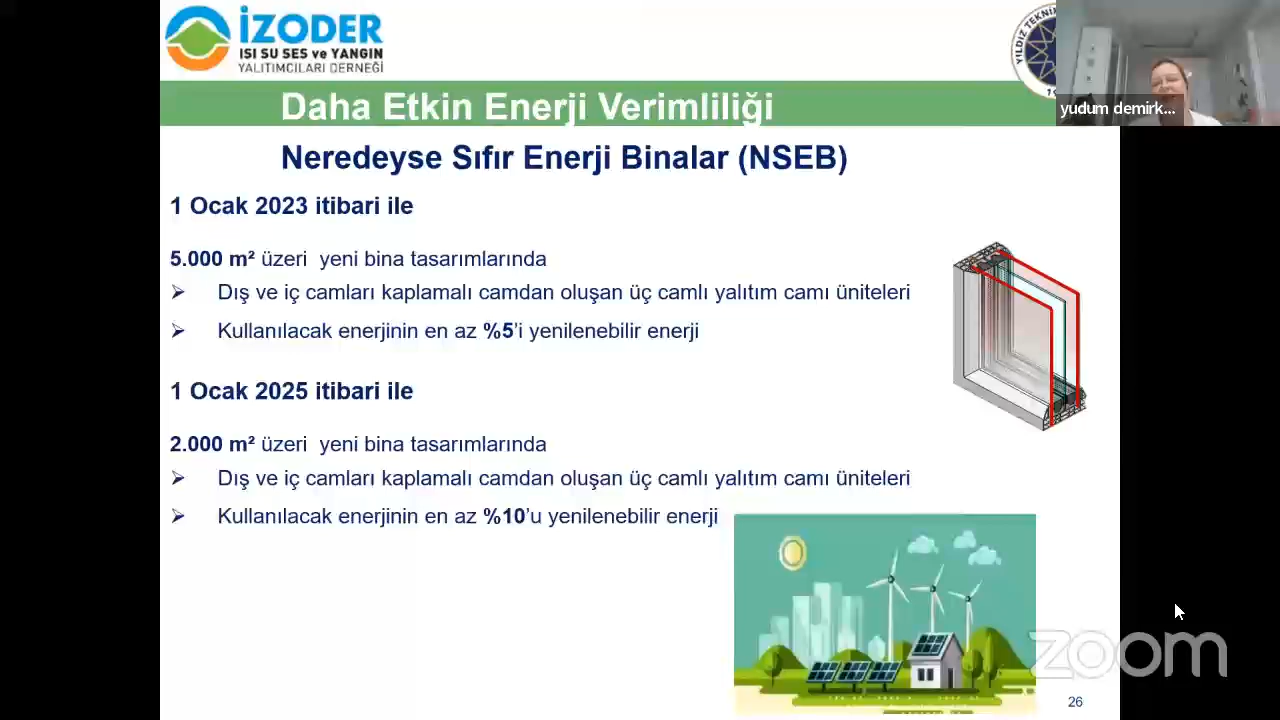 İZODER
ISI SU SES ve YANGIN
YALITIMCILARI DERNEĞİ
YILDIZ TEKNİK
yudum demirk...
Daha Etkin Enerji Verimliliği
Neredeyse Sıfır Enerji Binalar (NSEB)
1 Ocak 2023 itibari ile
5.000 m² üzeri yeni bina tasarımlarında
➢ Dış ve iç camları kaplamalı camdan oluşan üç camlı yalıtım camı üniteleri
➢ Kullanılacak enerjinin en az %5'i yenilenebilir enerji
1 Ocak 2025 itibari ile
2.000 m² üzeri yeni bina tasarımlarında
➢ Dış ve iç camları kaplamalı camdan oluşan üç camlı yalıtım camı üniteleri
➢ Kullanılacak enerjinin en az %10'u yenilenebilir enerji
zoom
26